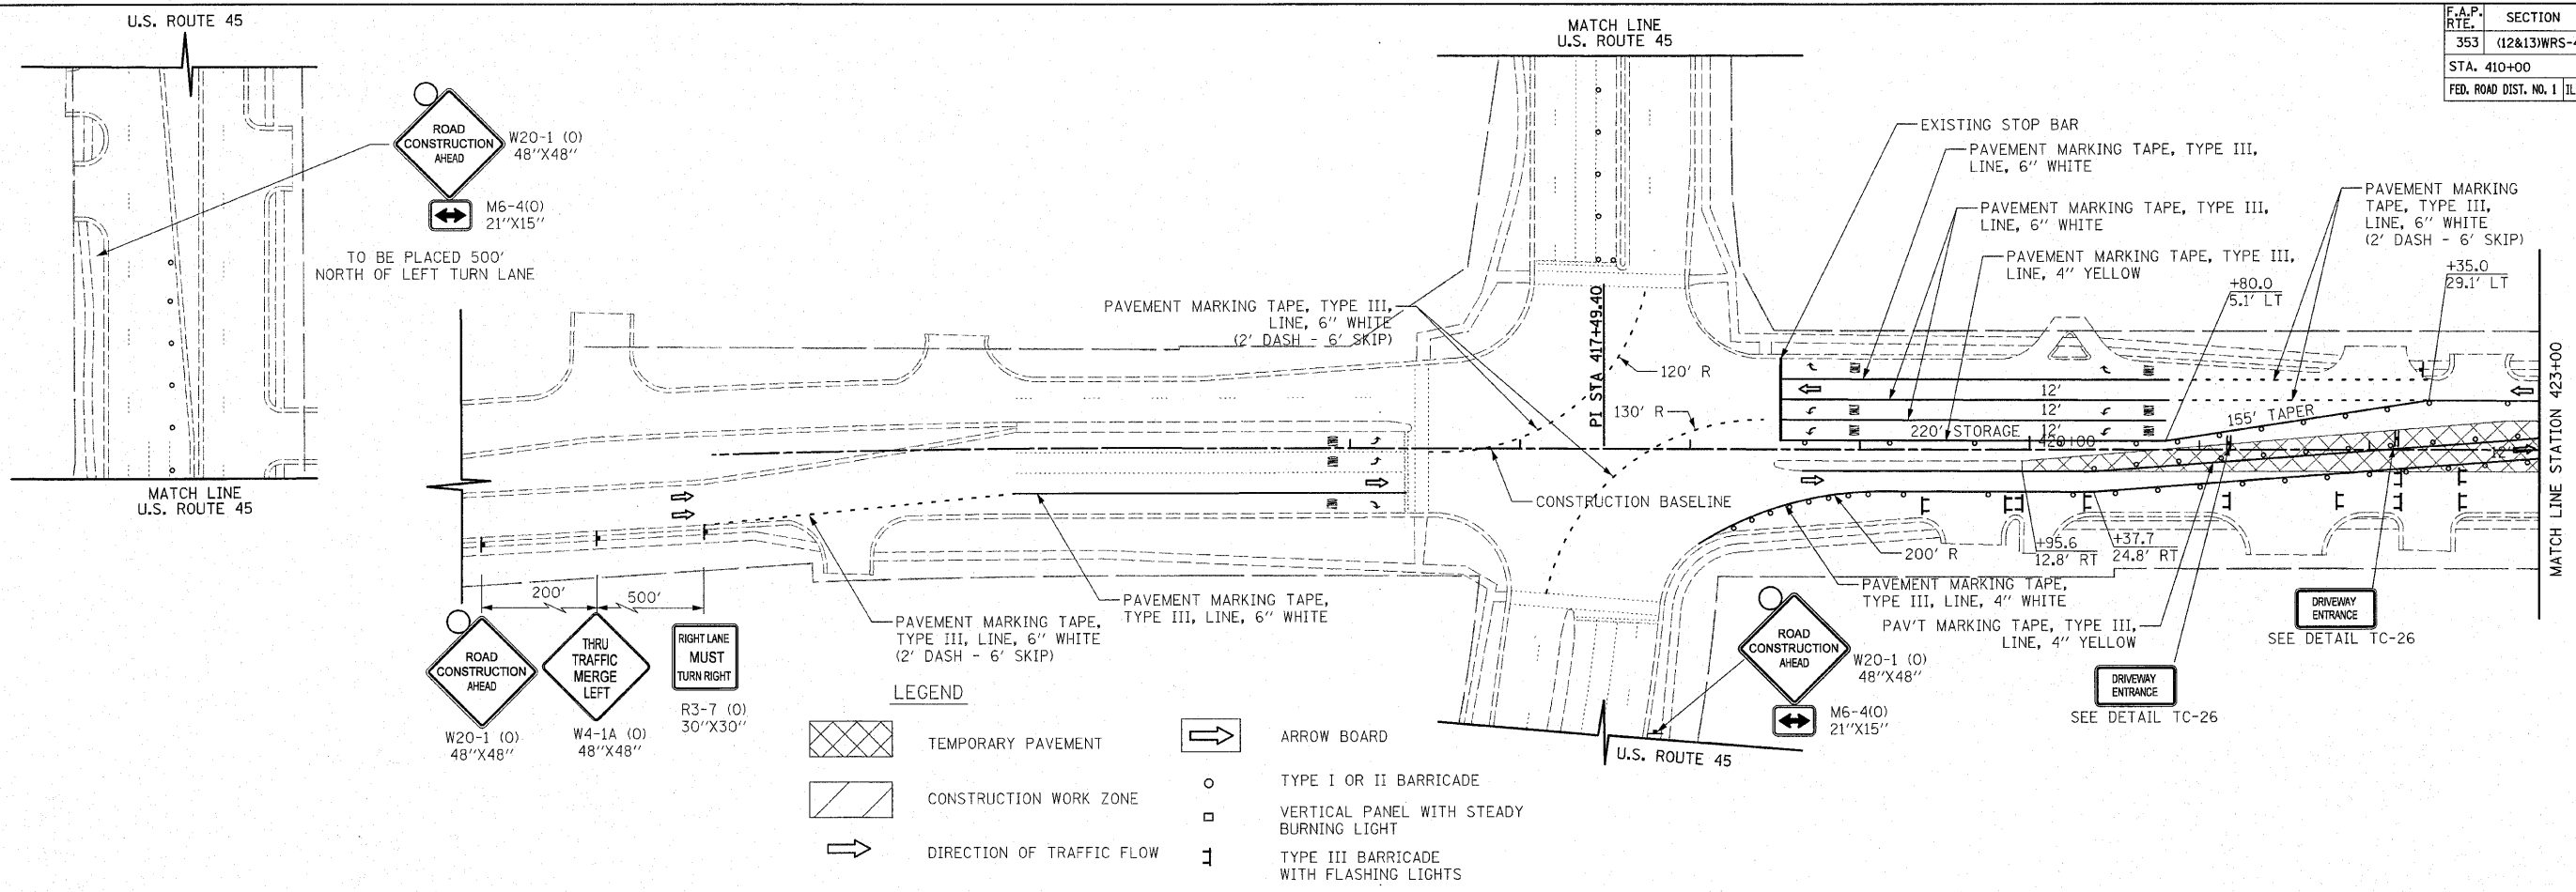 U.S. ROUTE 45
MATCH LINE
U.S. ROUTE 45
F.A.P. RTE.
SECTION
353
(12&13)WRS-4
STA. 410+00
FED. ROAD DIST. NO. 1
IL
ROAD
CONSTRUCTION
AHEAD
W20-1 (O)
48"X48"
M6-4(O)
21"X15"
TO BE PLACED 500'
NORTH OF LEFT TURN LANE
MATCH LINE
U.S. ROUTE 45
EXISTING STOP BAR
PAVEMENT MARKING TAPE, TYPE III,
LINE, 6" WHITE
PAVEMENT MARKING TAPE, TYPE III,
LINE, 6" WHITE
PAVEMENT MARKING TAPE, TYPE III,
LINE, 4" YELLOW
PAVEMENT MARKING
TAPE, TYPE III,
LINE, 6" WHITE
(2' DASH - 6' SKIP)
+80.0
5.1' LT
+35.0
29.1' LT
PAVEMENT MARKING TAPE, TYPE III,
LINE, 6" WHITE
(2' DASH - 6' SKIP)
PI STA 417+49.40
120' R
130' R
12'
12'
12'
220' STORAGE
155' TAPER
420+00
12'
ONLY
ONLY
ONLY
ONLY
ONLY
ONLY
ONLY
ONLY
ONLY
MATCH LINE STATION 423+00
CONSTRUCTION BASELINE
200' R
+95.6
12.8' RT
+37.7
24.8' RT
PAVEMENT MARKING TAPE,
TYPE III, LINE, 4" WHITE
PAV'T MARKING TAPE, TYPE III,
LINE, 4" YELLOW
DRIVEWAY
ENTRANCE
SEE DETAIL TC-26
DRIVEWAY
ENTRANCE
SEE DETAIL TC-26
200'
500'
PAVEMENT MARKING TAPE,
TYPE III, LINE, 6" WHITE
(2' DASH - 6' SKIP)
PAVEMENT MARKING TAPE,
TYPE III, LINE, 6" WHITE
ROAD
CONSTRUCTION
AHEAD
W20-1 (O)
48"X48"
THRU
TRAFFIC
MERGE
LEFT
W4-1A (O)
48"X48"
RIGHT LANE
MUST
TURN RIGHT
R3-7 (O)
30"X30"
ROAD
CONSTRUCTION
AHEAD
W20-1 (O)
48"X48"
M6-4(O)
21"X15"
U.S. ROUTE 45
LEGEND
TEMPORARY PAVEMENT
CONSTRUCTION WORK ZONE
DIRECTION OF TRAFFIC FLOW
ARROW BOARD
TYPE I OR II BARRICADE
VERTICAL PANEL WITH STEADY
BURNING LIGHT
TYPE III BARRICADE
WITH FLASHING LIGHTS